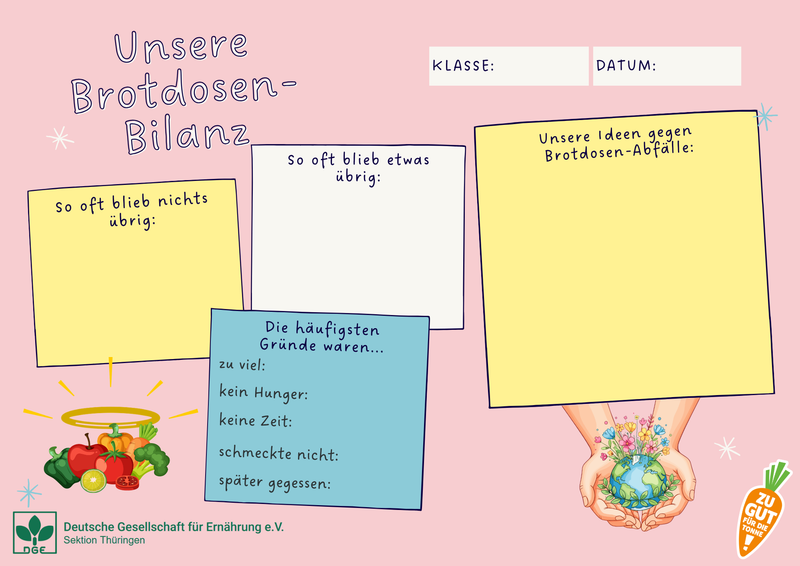 Unsere
Brotdosen-
Bilanz
KLASSE:
DATUM:
So oft blieb nichts
übrig:
So oft blieb etwas
übrig:
Unsere Ideen gegen
Brotdosen-Abfälle:
Die häufigsten
Gründe waren...
zu viel:
kein Hunger:
keine Zeit:
schmeckte nicht:
später gegessen:
DGE
Deutsche Gesellschaft für Ernährung e.V.
Sektion Thüringen
ZU
GUT
FÜR DIE
TONNE
!